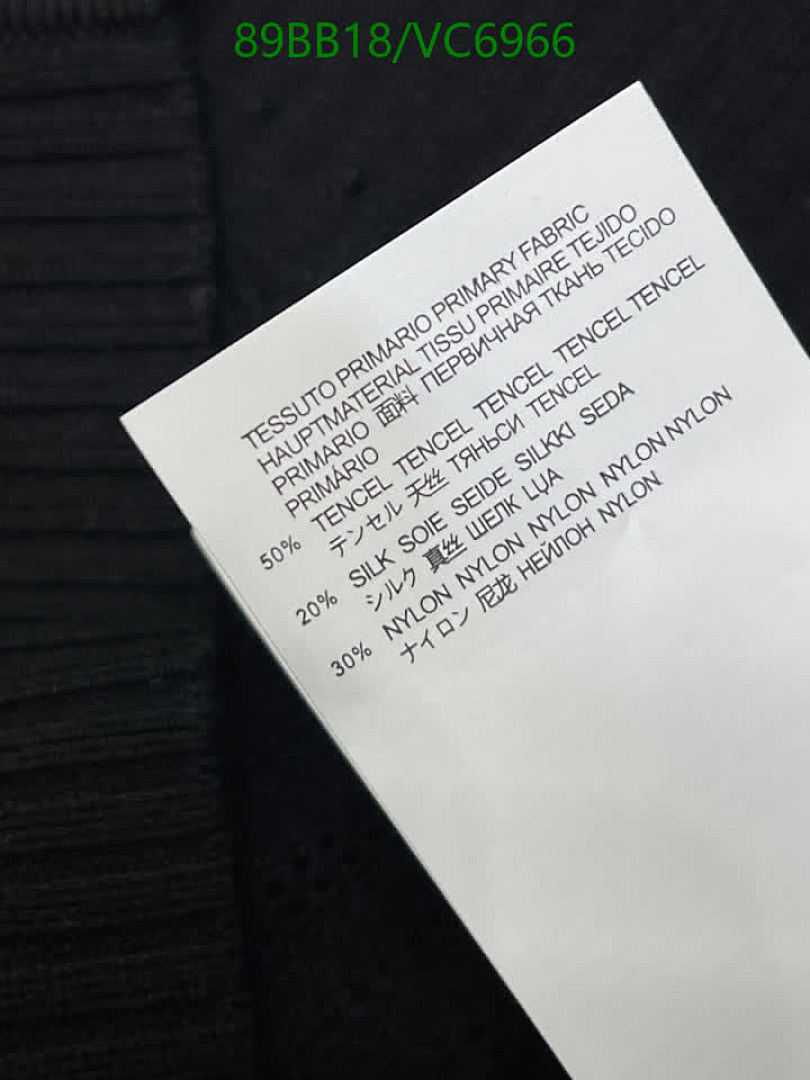 89BB18/VC6966
TESSUTO PRIMARIO PRIMARY FABRIC
HAUPTMATERIAL TISSU PRIMAIRE TEJIDO
PRIMARIO 面料 ПЕРВИЧНАЯ ТКАНЬ TECIDO
PRIMÁRIO
50% TENCEL TENCEL TENCEL TENCEL TENCEL
テンセル 天丝 ТЯНЬСИ TENCEL
20% SILK SOIE SEIDE SILKKI SEDA
シルク 真丝 ШЕЛК LUA
30% NYLON NYLON NYLON NYLON NYLON
ナイロン 尼龙 НЕЙЛОН NYLON